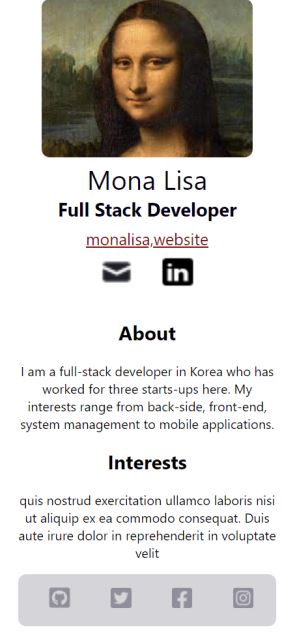 Mona Lisa
Full Stack Developer
monalisa,website
in
About
I am a full-stack developer in Korea who has
worked for three starts-ups here. My
interests range from back-side, front-end,
system management to mobile applications.
Interests
quis nostrud exercitation ullamco laboris nisi
ut aliquip ex ea commodo consequat. Duis
aute irure dolor in reprehenderit in voluptate
velit